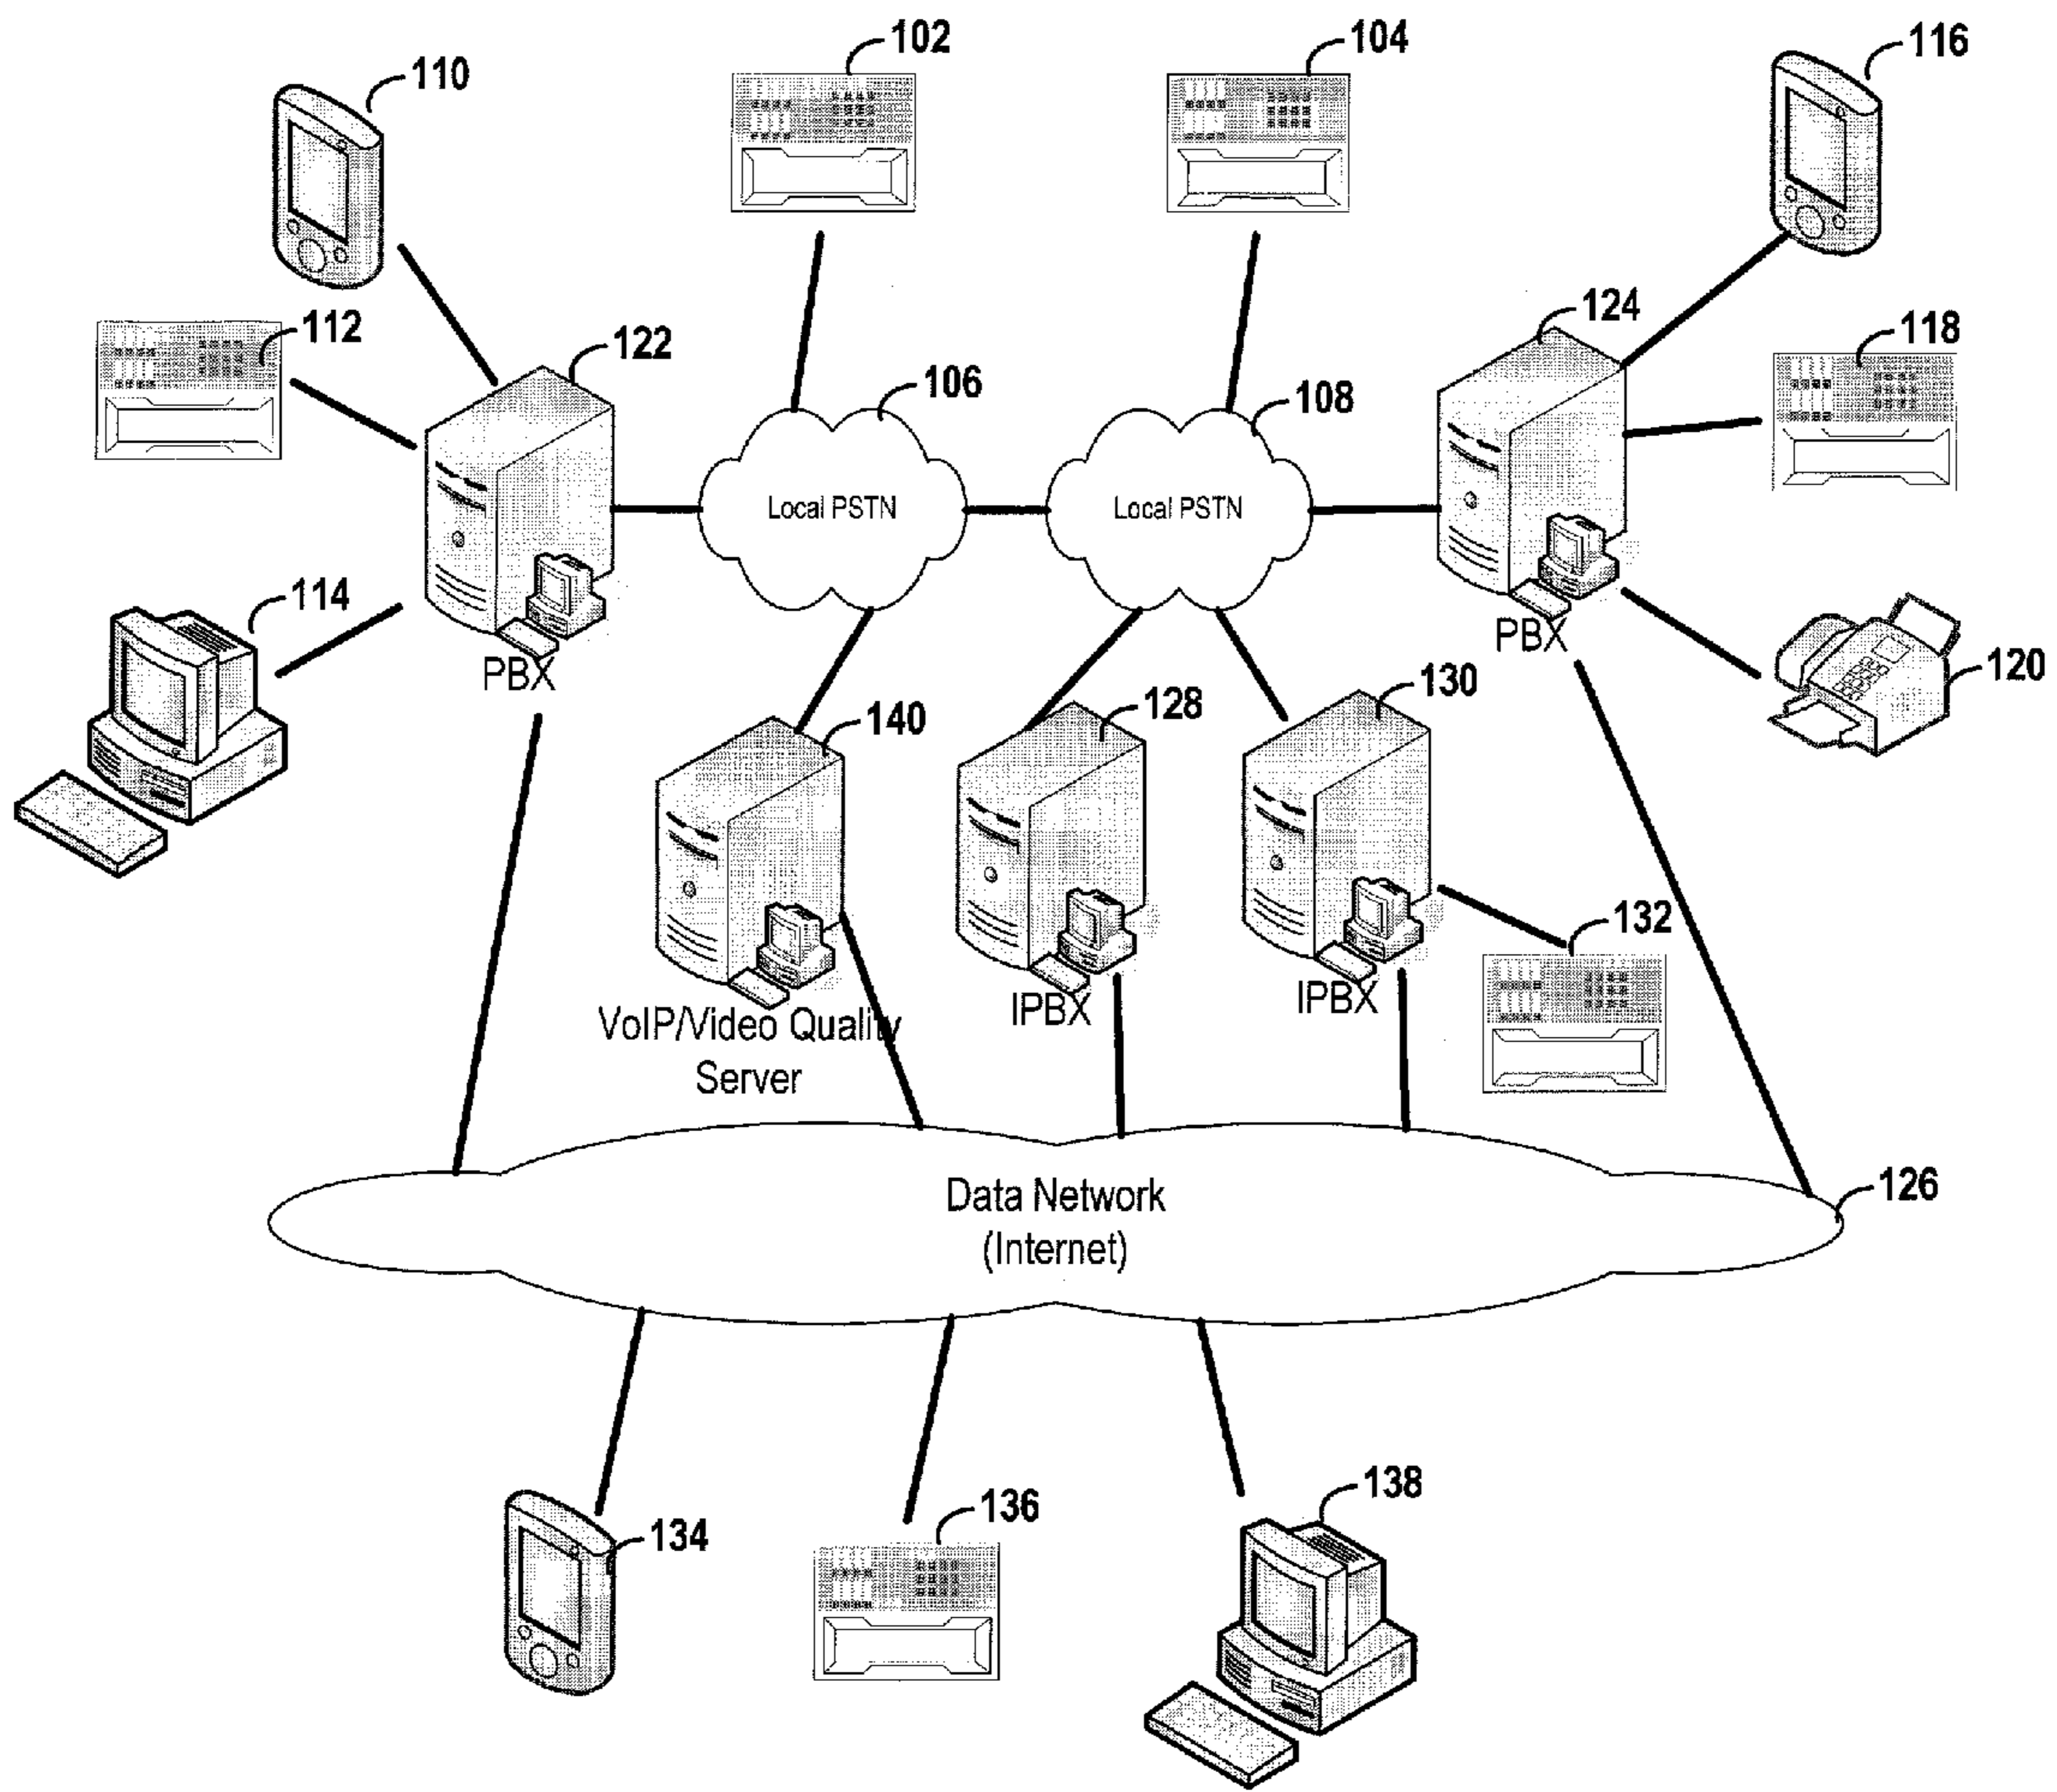 102
104
116
110
112
122
106
108
124
118
Local PSTN
Local PSTN
114
PBX
PBX
120
140
128
130
132
VoIP/Video Quality
Server
IPBX
IPBX
126
Data Network
(Internet)
134
136
138